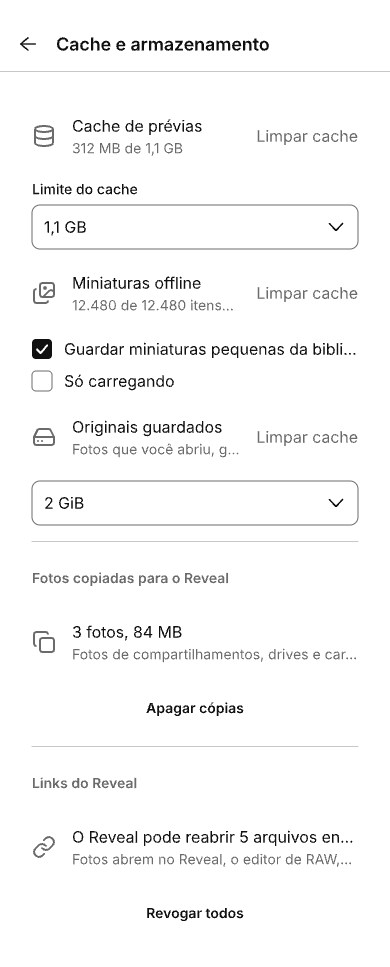 Cache e armazenamento
Cache de prévias
312 MB de 1,1 GB
Limpar cache
Limite do cache
1,1 GB
Miniaturas offline
12.480 de 12.480 itens...
Limpar cache
Guardar miniaturas pequenas da bibli...
Só carregando
Originais guardados
Fotos que você abriu, g...
Limpar cache
2 GiB
Fotos copiadas para o Reveal
3 fotos, 84 MB
Fotos de compartilhamentos, drives e car...
Apagar cópias
Links do Reveal
O Reveal pode reabrir 5 arquivos en...
Fotos abrem no Reveal, o editor de RAW,...
Revogar todos